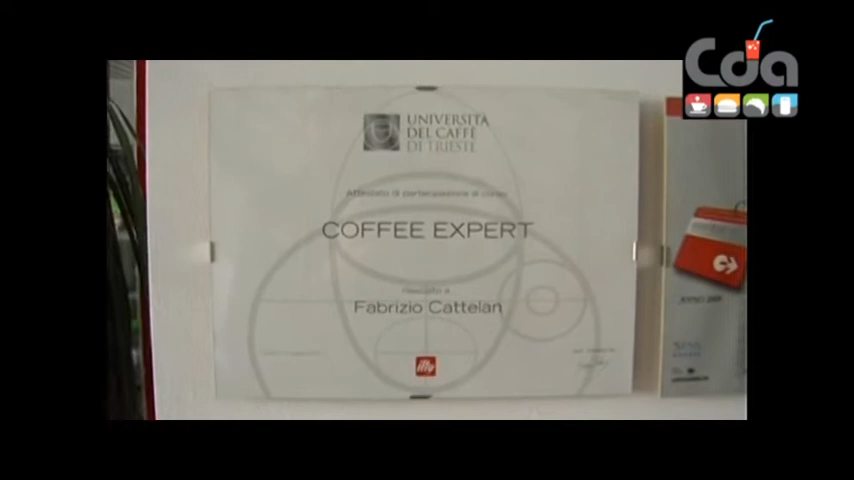 Cda
UNIVERSITÀ
DEL CAFFÈ
DI TRIESTE
Attestato di partecipazione al corso
COFFEE EXPERT
rilasciato a
Fabrizio Cattelan
illy